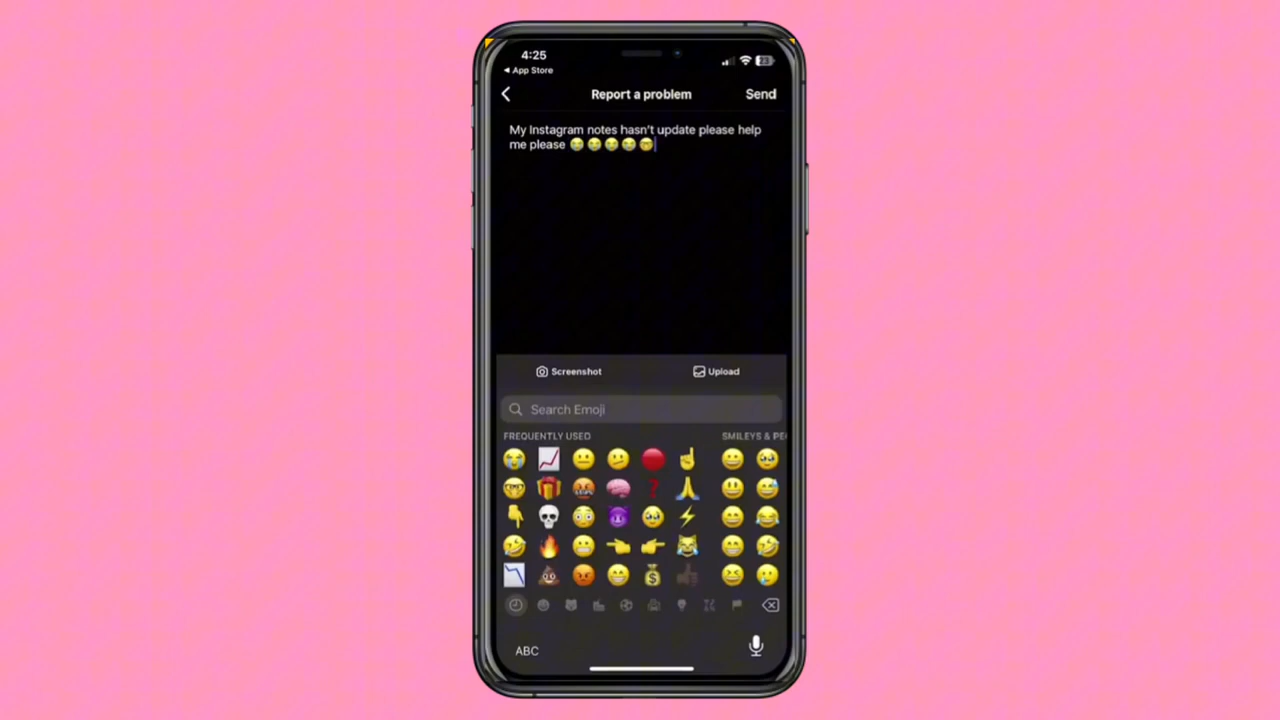 4:25
23
◀ App Store
Report a problem
Send
My Instagram notes hasn't update please help
me please 😭😭😭😭🤓
Screenshot
Upload
Search Emoji
FREQUENTLY USED
SMILEYS & PE
ABC